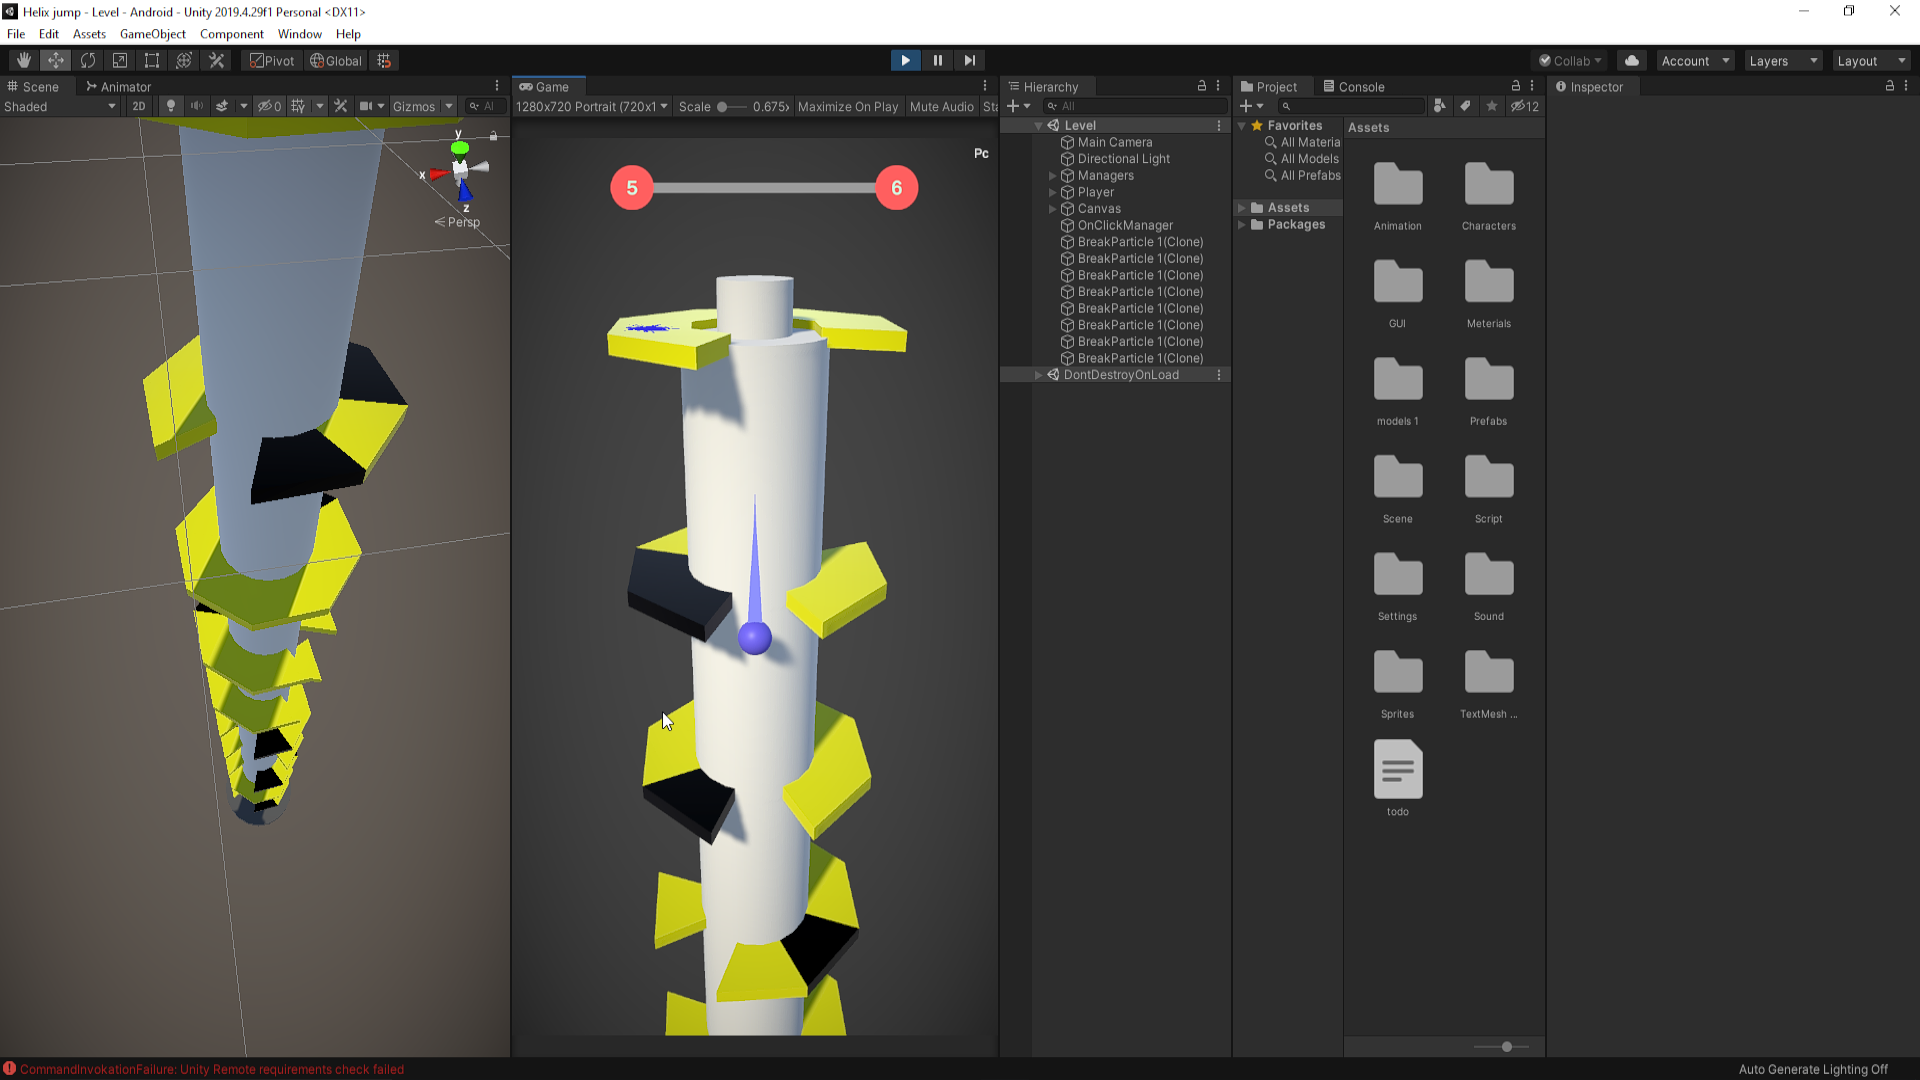 Helix jump - Level - Android - Unity 2019.4.29f1 Personal <DX11>
File Edit Assets GameObject Component Window Help
Pivot Global Collab Account Layers Layout
Scene Animator
Shaded 2D 0 Gizmos Al
Game
1280x720 Portrait (720x1 Scale 0.675x Maximize On Play Mute Audio Sta
Hierarchy
All
Project Console
12
Inspector
y
x
z
Persp
Pc
5 6
Level
Main Camera
Directional Light
Managers
Player
Canvas
OnClickManager
BreakParticle 1(Clone)
BreakParticle 1(Clone)
BreakParticle 1(Clone)
BreakParticle 1(Clone)
BreakParticle 1(Clone)
BreakParticle 1(Clone)
BreakParticle 1(Clone)
BreakParticle 1(Clone)
DontDestroyOnLoad
Favorites
All Materia
All Models
All Prefabs
Assets
Packages
Assets
Animation Characters
GUI Meterials
models 1 Prefabs
Scene Script
Settings Sound
Sprites TextMesh ...
todo
CommandInvokationFailure: Unity Remote requirements check failed
Auto Generate Lighting Off